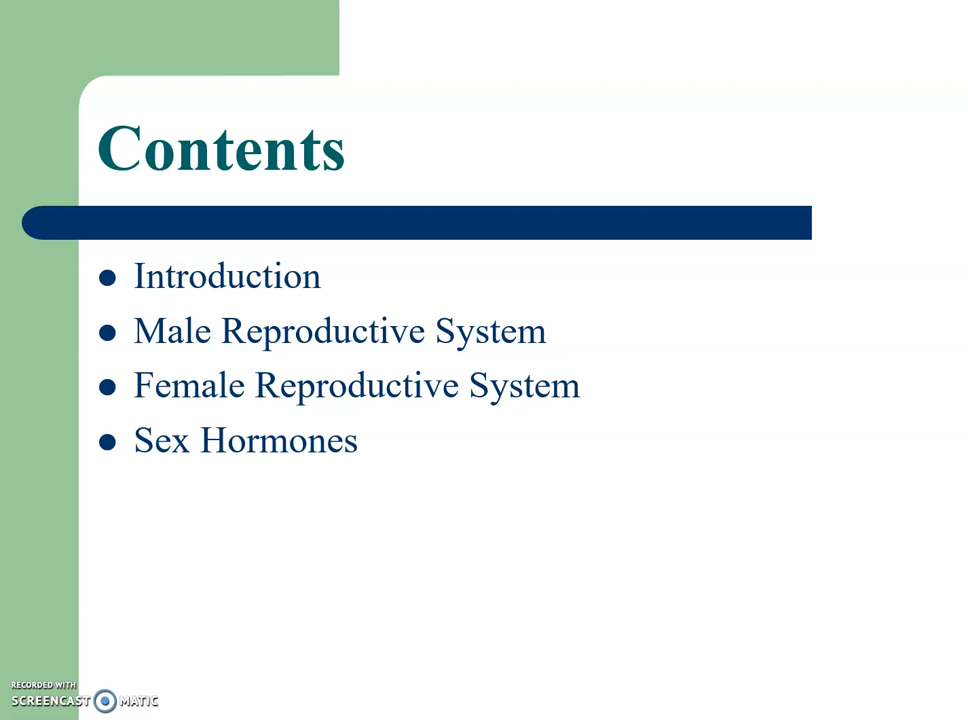 Contents
Introduction
Male Reproductive System
Female Reproductive System
Sex Hormones
RECORDED WITH
SCREENCAST MATIC